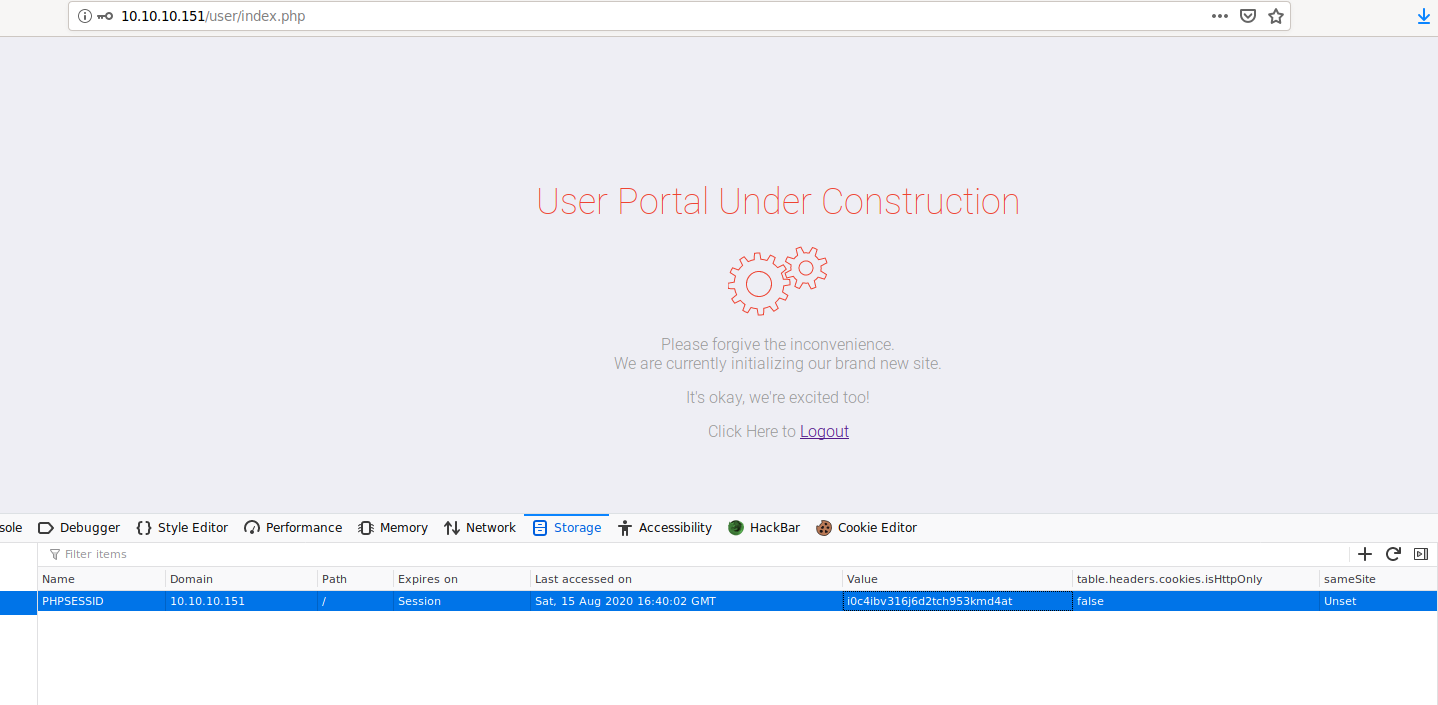 10.10.10.151/user/index.php
User Portal Under Construction
Please forgive the inconvenience.
We are currently initializing our brand new site.
It's okay, we're excited too!
Click Here to Logout
sole Debugger Style Editor Performance Memory Network Storage Accessibility HackBar Cookie Editor
Filter items
Name Domain Path Expires on Last accessed on Value table.headers.cookies.isHttpOnly sameSite
PHPSESSID 10.10.10.151 / Session Sat, 15 Aug 2020 16:40:02 GMT i0c4ibv316j6d2tch953kmd4at false Unset